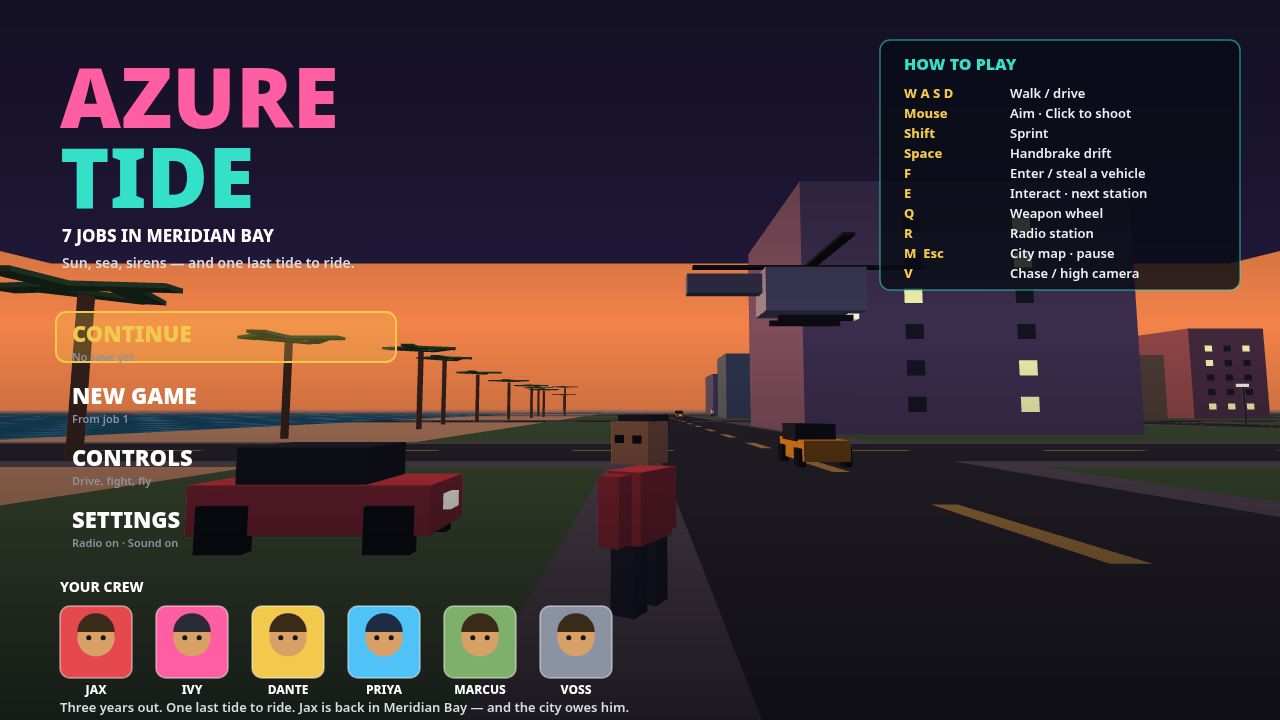 AZURE
TIDE
7 JOBS IN MERIDIAN BAY
Sun, sea, sirens — and one last tide to ride.
CONTINUE
No save yet
NEW GAME
From job 1
CONTROLS
Drive, fight, fly
SETTINGS
Radio on · Sound on
YOUR CREW
JAX IVY DANTE PRIYA MARCUS VOSS
Three years out. One last tide to ride. Jax is back in Meridian Bay — and the city owes him.
HOW TO PLAY
W A S D Walk / drive
Mouse Aim · Click to shoot
Shift Sprint
Space Handbrake drift
F Enter / steal a vehicle
E Interact · next station
Q Weapon wheel
R Radio station
M Esc City map · pause
V Chase / high camera